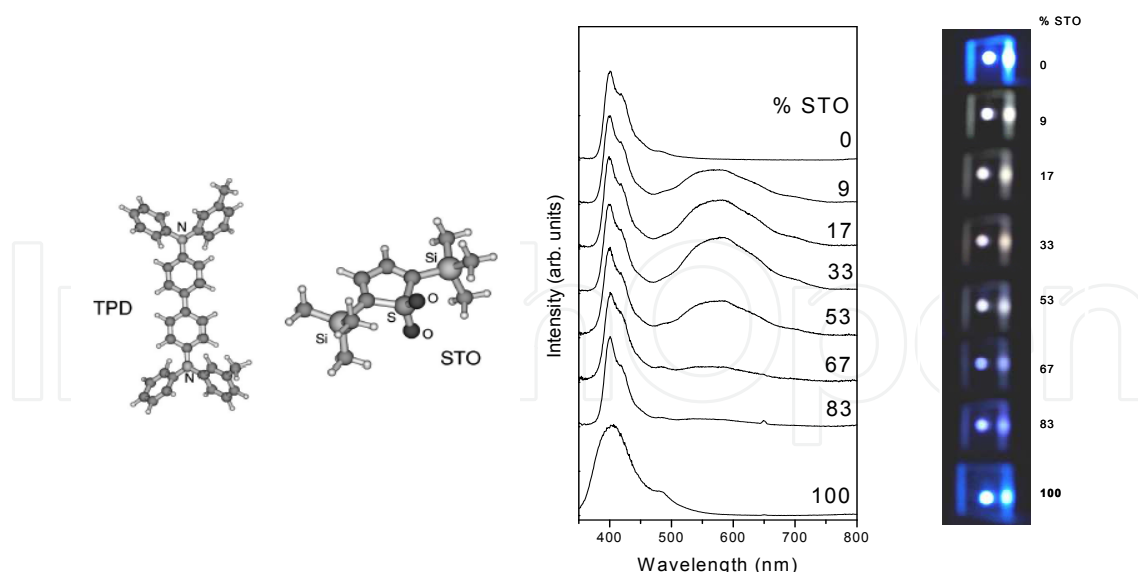 N
TPD
N
Si
O
S
O
Si
STO
% STO
0
9
17
33
53
67
83
100
Intensity (arb. units)
400 500 600 700 800
Wavelength (nm)
% STO
0
9
17
33
53
67
83
100